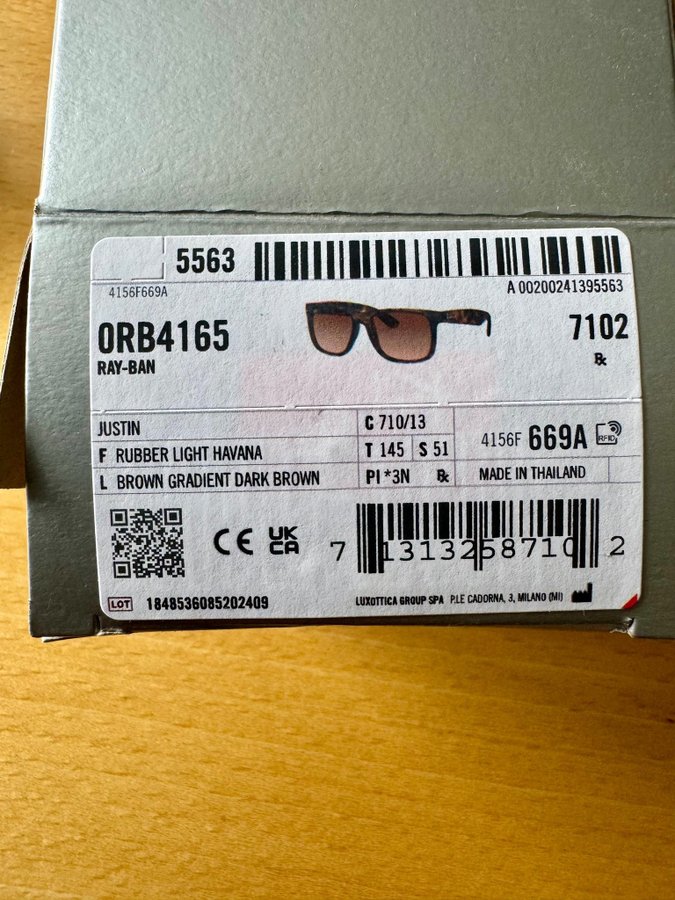 5563
4156F669A
A 00200241395563
0RB4165
7102
RAY-BAN
℞
JUSTIN
C 710/13
F RUBBER LIGHT HAVANA
T 145 S 51
4156F 669A RFID
L BROWN GRADIENT DARK BROWN
PI *3N ℞
MADE IN THAILAND
CE UK CA
7 13132 58710 2
LOT 1848536085202409
LUXOTTICA GROUP SPA P.LE CADORNA, 3, MILANO (MI)